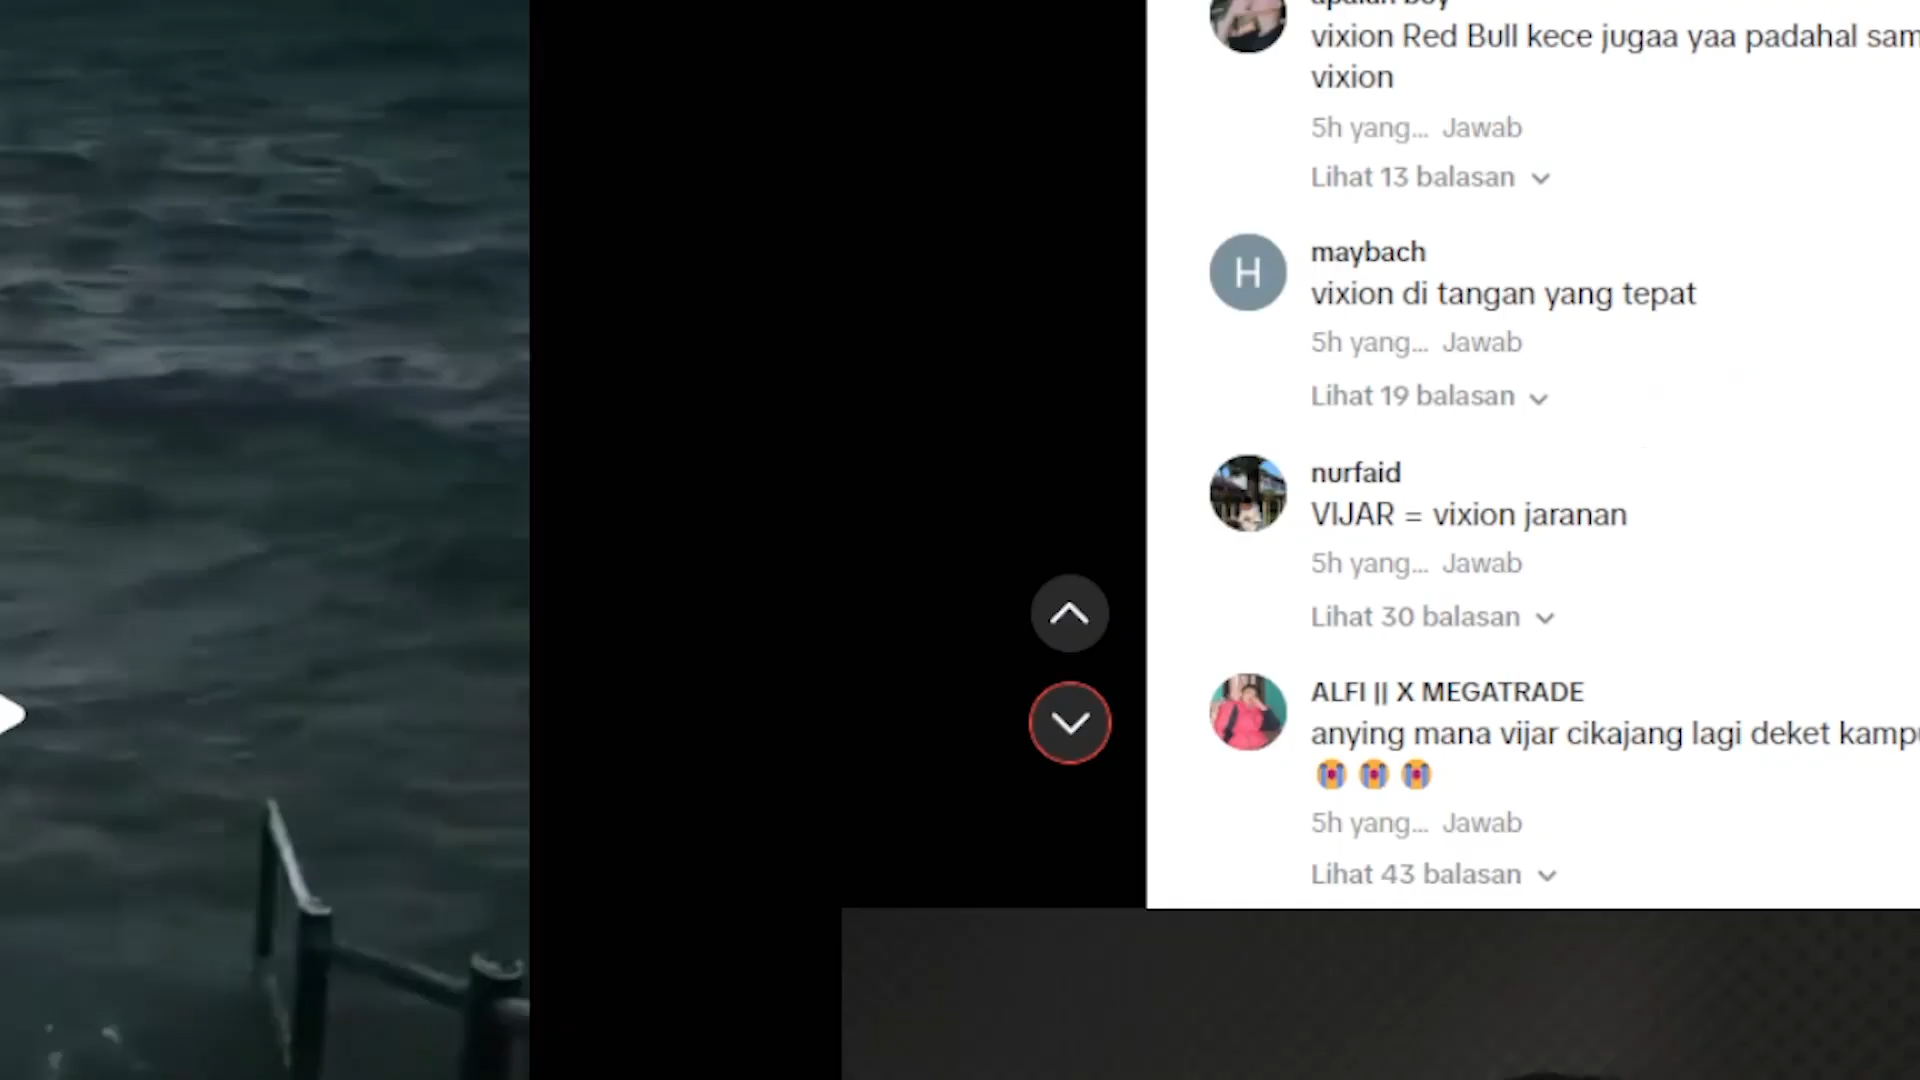 vixion Red Bull kece jugaa yaa padahal sam
vixion
5h yang... Jawab
Lihat 13 balasan
H
maybach
vixion di tangan yang tepat
5h yang... Jawab
Lihat 19 balasan
nurfaid
VIJAR = vixion jaranan
5h yang... Jawab
Lihat 30 balasan
ALFI || X MEGATRADE
anying mana vijar cikajang lagi deket kampu
😭 😭 😭
5h yang... Jawab
Lihat 43 balasan